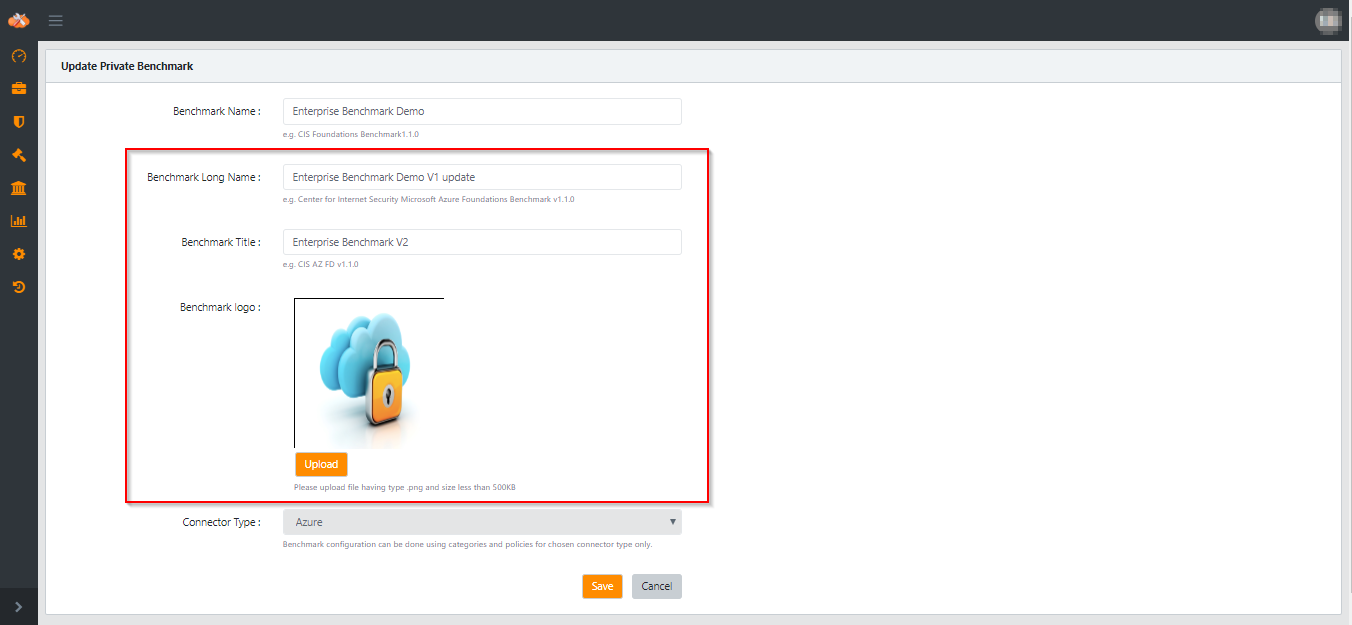 Update Private Benchmark
Benchmark Name :
Enterprise Benchmark Demo
e.g. CIS Foundations Benchmark1.1.0
Benchmark Long Name :
Enterprise Benchmark Demo V1 update
e.g. Center for Internet Security Microsoft Azure Foundations Benchmark v1.1.0
Benchmark Title :
Enterprise Benchmark V2
e.g. CIS AZ FD v1.1.0
Benchmark logo :
Upload
Please upload file having type .png and size less than 500KB
Connector Type :
Azure
Benchmark configuration can be done using categories and policies for chosen connector type only.
Save
Cancel